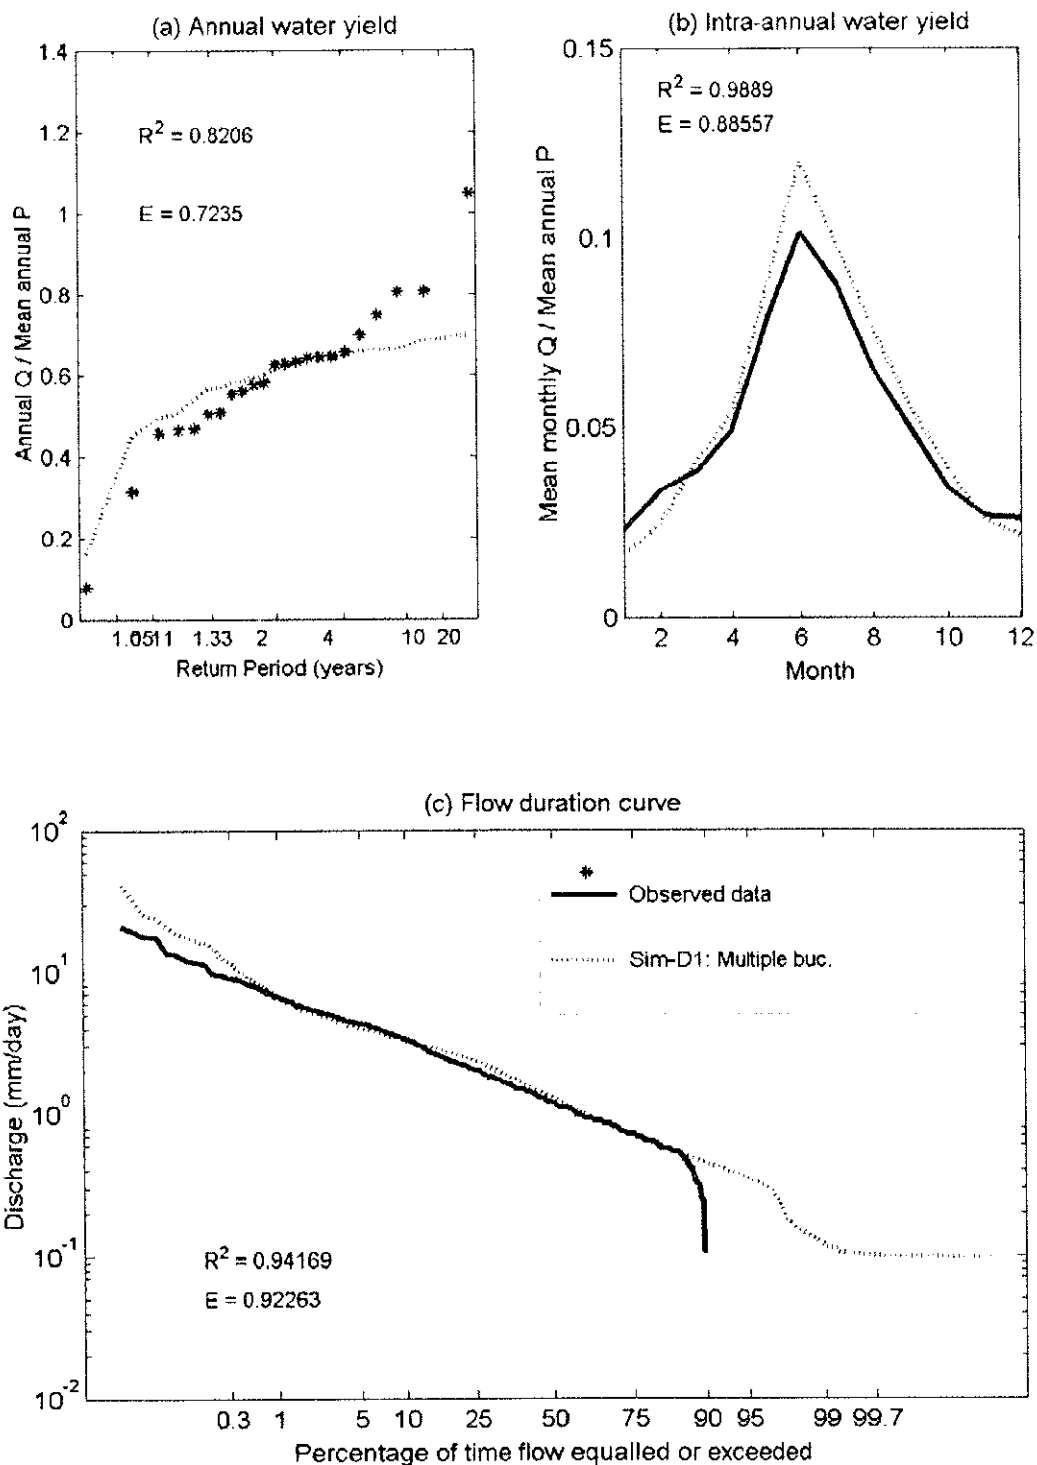 (a) Annual water yield
1.4
1.2
1
0.8
0.6
0.4
0.2
0
R² = 0.8206
E = 0.7235
Annual Q / Mean annual P
1.33 2 4 10 20
Return Period (years)
(b) Intra-annual water yield
0.15
0.1
0.05
0
R² = 0.9889
E = 0.88557
Mean monthly Q / Mean annual P
2 4 6 8 10 12
Month
(c) Flow duration curve
10²
10¹
10⁰
10⁻¹
10⁻²
Discharge (mm/day)
* Observed data
Sim-D1: Multiple buc.
R² = 0.94169
E = 0.92263
0.3 1 5 10 25 50 75 90 95 99 99.7
Percentage of time flow equalled or exceeded